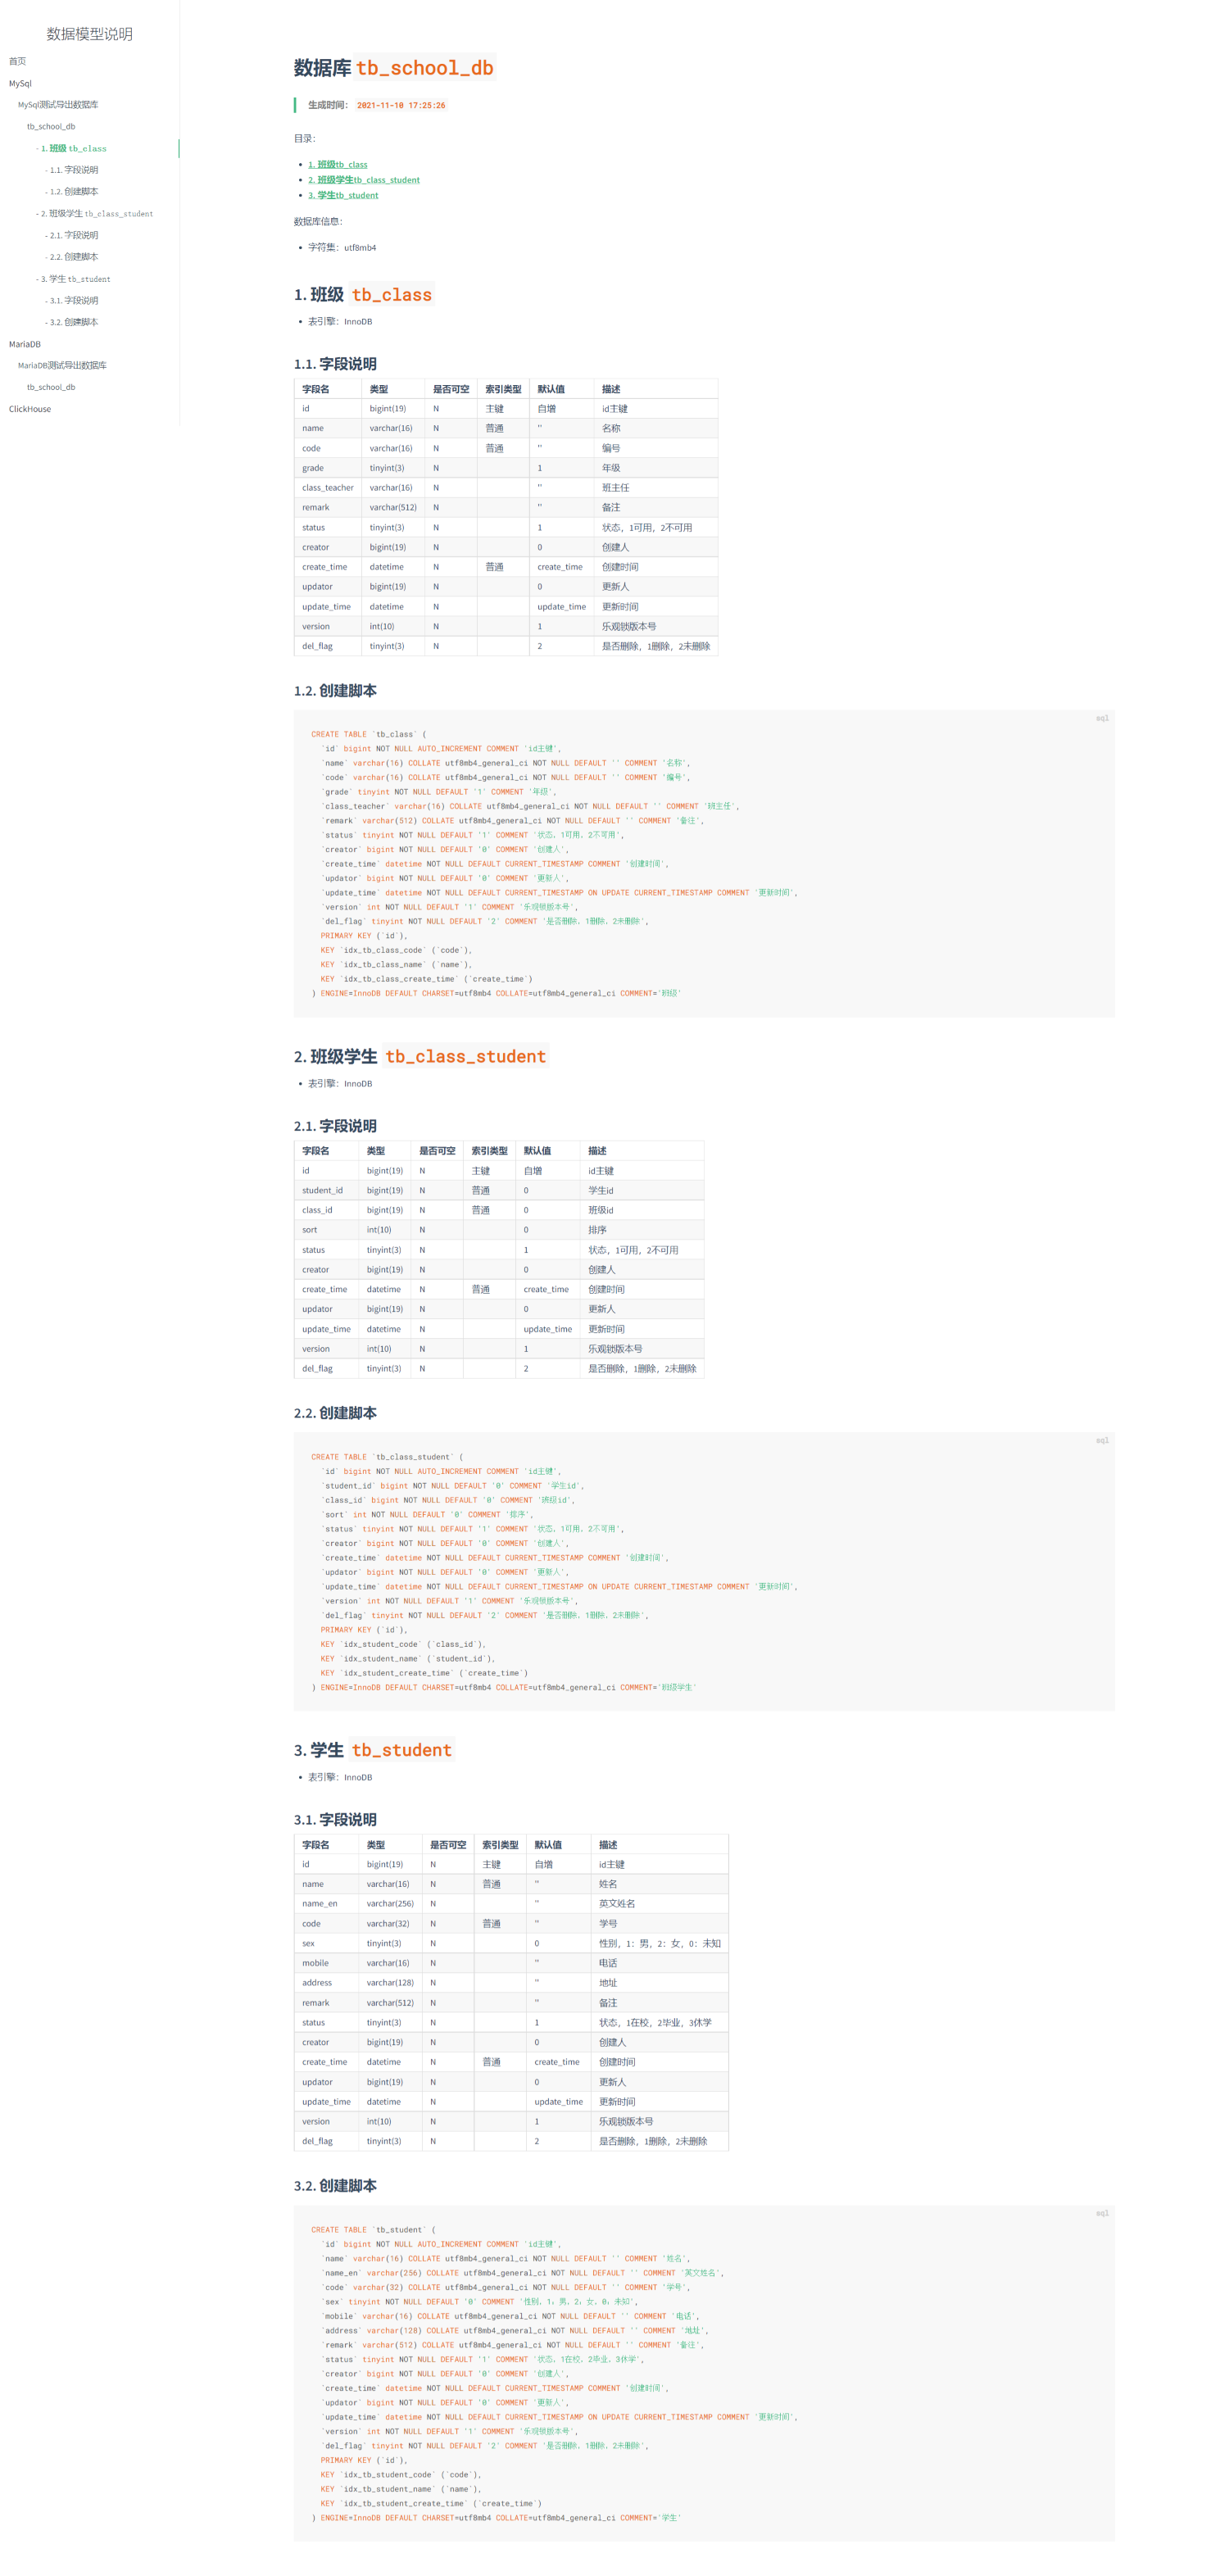 数据模型说明
首页
MySql
MySql测试导出数据库
tb_school_db
- 1. 班级 tb_class
- 1.1. 字段说明
- 1.2. 创建脚本
- 2. 班级学生 tb_class_student
- 2.1. 字段说明
- 2.2. 创建脚本
- 3. 学生 tb_student
- 3.1. 字段说明
- 3.2. 创建脚本
MariaDB
MariaDB测试导出数据库
tb_school_db
ClickHouse
数据库 tb_school_db
生成时间： 2021-11-10 17:25:26
目录：
• 1. 班级tb_class
• 2. 班级学生tb_class_student
• 3. 学生tb_student
数据库信息：
• 字符集：utf8mb4
1. 班级 tb_class
• 表引擎：InnoDB
1.1. 字段说明
字段名 类型 是否可空 索引类型 默认值 描述
id bigint(19) N 主键 自增 id主键
name varchar(16) N 普通 '' 名称
code varchar(16) N 普通 '' 编号
grade tinyint(3) N 1 年级
class_teacher varchar(16) N '' 班主任
remark varchar(512) N '' 备注
status tinyint(3) N 1 状态，1可用，2不可用
creator bigint(19) N 0 创建人
create_time datetime N 普通 create_time 创建时间
updator bigint(19) N 0 更新人
update_time datetime N update_time 更新时间
version int(10) N 1 乐观锁版本号
del_flag tinyint(3) N 2 是否删除，1删除，2未删除
1.2. 创建脚本
sql
CREATE TABLE `tb_class` (
`id` bigint NOT NULL AUTO_INCREMENT COMMENT 'id主键',
`name` varchar(16) COLLATE utf8mb4_general_ci NOT NULL DEFAULT '' COMMENT '名称',
`code` varchar(16) COLLATE utf8mb4_general_ci NOT NULL DEFAULT '' COMMENT '编号',
`grade` tinyint NOT NULL DEFAULT '1' COMMENT '年级',
`class_teacher` varchar(16) COLLATE utf8mb4_general_ci NOT NULL DEFAULT '' COMMENT '班主任',
`remark` varchar(512) COLLATE utf8mb4_general_ci NOT NULL DEFAULT '' COMMENT '备注',
`status` tinyint NOT NULL DEFAULT '1' COMMENT '状态，1可用，2不可用',
`creator` bigint NOT NULL DEFAULT '0' COMMENT '创建人',
`create_time` datetime NOT NULL DEFAULT CURRENT_TIMESTAMP COMMENT '创建时间',
`updator` bigint NOT NULL DEFAULT '0' COMMENT '更新人',
`update_time` datetime NOT NULL DEFAULT CURRENT_TIMESTAMP ON UPDATE CURRENT_TIMESTAMP COMMENT '更新时间',
`version` int NOT NULL DEFAULT '1' COMMENT '乐观锁版本号',
`del_flag` tinyint NOT NULL DEFAULT '2' COMMENT '是否删除，1删除，2未删除',
PRIMARY KEY (`id`),
KEY `idx_tb_class_code` (`code`),
KEY `idx_tb_class_name` (`name`),
KEY `idx_tb_class_create_time` (`create_time`)
) ENGINE=InnoDB DEFAULT CHARSET=utf8mb4 COLLATE=utf8mb4_general_ci COMMENT='班级'
2. 班级学生 tb_class_student
• 表引擎：InnoDB
2.1. 字段说明
字段名 类型 是否可空 索引类型 默认值 描述
id bigint(19) N 主键 自增 id主键
student_id bigint(19) N 普通 0 学生id
class_id bigint(19) N 普通 0 班级id
sort int(10) N 0 排序
status tinyint(3) N 1 状态，1可用，2不可用
creator bigint(19) N 0 创建人
create_time datetime N 普通 create_time 创建时间
updator bigint(19) N 0 更新人
update_time datetime N update_time 更新时间
version int(10) N 1 乐观锁版本号
del_flag tinyint(3) N 2 是否删除，1删除，2未删除
2.2. 创建脚本
sql
CREATE TABLE `tb_class_student` (
`id` bigint NOT NULL AUTO_INCREMENT COMMENT 'id主键',
`student_id` bigint NOT NULL DEFAULT '0' COMMENT '学生id',
`class_id` bigint NOT NULL DEFAULT '0' COMMENT '班级id',
`sort` int NOT NULL DEFAULT '0' COMMENT '排序',
`status` tinyint NOT NULL DEFAULT '1' COMMENT '状态，1可用，2不可用',
`creator` bigint NOT NULL DEFAULT '0' COMMENT '创建人',
`create_time` datetime NOT NULL DEFAULT CURRENT_TIMESTAMP COMMENT '创建时间',
`updator` bigint NOT NULL DEFAULT '0' COMMENT '更新人',
`update_time` datetime NOT NULL DEFAULT CURRENT_TIMESTAMP ON UPDATE CURRENT_TIMESTAMP COMMENT '更新时间',
`version` int NOT NULL DEFAULT '1' COMMENT '乐观锁版本号',
`del_flag` tinyint NOT NULL DEFAULT '2' COMMENT '是否删除，1删除，2未删除',
PRIMARY KEY (`id`),
KEY `idx_student_code` (`class_id`),
KEY `idx_student_name` (`student_id`),
KEY `idx_student_create_time` (`create_time`)
) ENGINE=InnoDB DEFAULT CHARSET=utf8mb4 COLLATE=utf8mb4_general_ci COMMENT='班级学生'
3. 学生 tb_student
• 表引擎：InnoDB
3.1. 字段说明
字段名 类型 是否可空 索引类型 默认值 描述
id bigint(19) N 主键 自增 id主键
name varchar(16) N 普通 '' 姓名
name_en varchar(256) N '' 英文姓名
code varchar(32) N 普通 '' 学号
sex tinyint(3) N 0 性别，1：男，2：女，0：未知
mobile varchar(16) N '' 电话
address varchar(128) N '' 地址
remark varchar(512) N '' 备注
status tinyint(3) N 1 状态，1在校，2毕业，3休学
creator bigint(19) N 0 创建人
create_time datetime N 普通 create_time 创建时间
updator bigint(19) N 0 更新人
update_time datetime N update_time 更新时间
version int(10) N 1 乐观锁版本号
del_flag tinyint(3) N 2 是否删除，1删除，2未删除
3.2. 创建脚本
sql
CREATE TABLE `tb_student` (
`id` bigint NOT NULL AUTO_INCREMENT COMMENT 'id主键',
`name` varchar(16) COLLATE utf8mb4_general_ci NOT NULL DEFAULT '' COMMENT '姓名',
`name_en` varchar(256) COLLATE utf8mb4_general_ci NOT NULL DEFAULT '' COMMENT '英文姓名',
`code` varchar(32) COLLATE utf8mb4_general_ci NOT NULL DEFAULT '' COMMENT '学号',
`sex` tinyint NOT NULL DEFAULT '0' COMMENT '性别，1：男，2：女，0：未知',
`mobile` varchar(16) COLLATE utf8mb4_general_ci NOT NULL DEFAULT '' COMMENT '电话',
`address` varchar(128) COLLATE utf8mb4_general_ci NOT NULL DEFAULT '' COMMENT '地址',
`remark` varchar(512) COLLATE utf8mb4_general_ci NOT NULL DEFAULT '' COMMENT '备注',
`status` tinyint NOT NULL DEFAULT '1' COMMENT '状态，1在校，2毕业，3休学',
`creator` bigint NOT NULL DEFAULT '0' COMMENT '创建人',
`create_time` datetime NOT NULL DEFAULT CURRENT_TIMESTAMP COMMENT '创建时间',
`updator` bigint NOT NULL DEFAULT '0' COMMENT '更新人',
`update_time` datetime NOT NULL DEFAULT CURRENT_TIMESTAMP ON UPDATE CURRENT_TIMESTAMP COMMENT '更新时间',
`version` int NOT NULL DEFAULT '1' COMMENT '乐观锁版本号',
`del_flag` tinyint NOT NULL DEFAULT '2' COMMENT '是否删除，1删除，2未删除',
PRIMARY KEY (`id`),
KEY `idx_tb_student_code` (`code`),
KEY `idx_tb_student_name` (`name`),
KEY `idx_tb_student_create_time` (`create_time`)
) ENGINE=InnoDB DEFAULT CHARSET=utf8mb4 COLLATE=utf8mb4_general_ci COMMENT='学生'